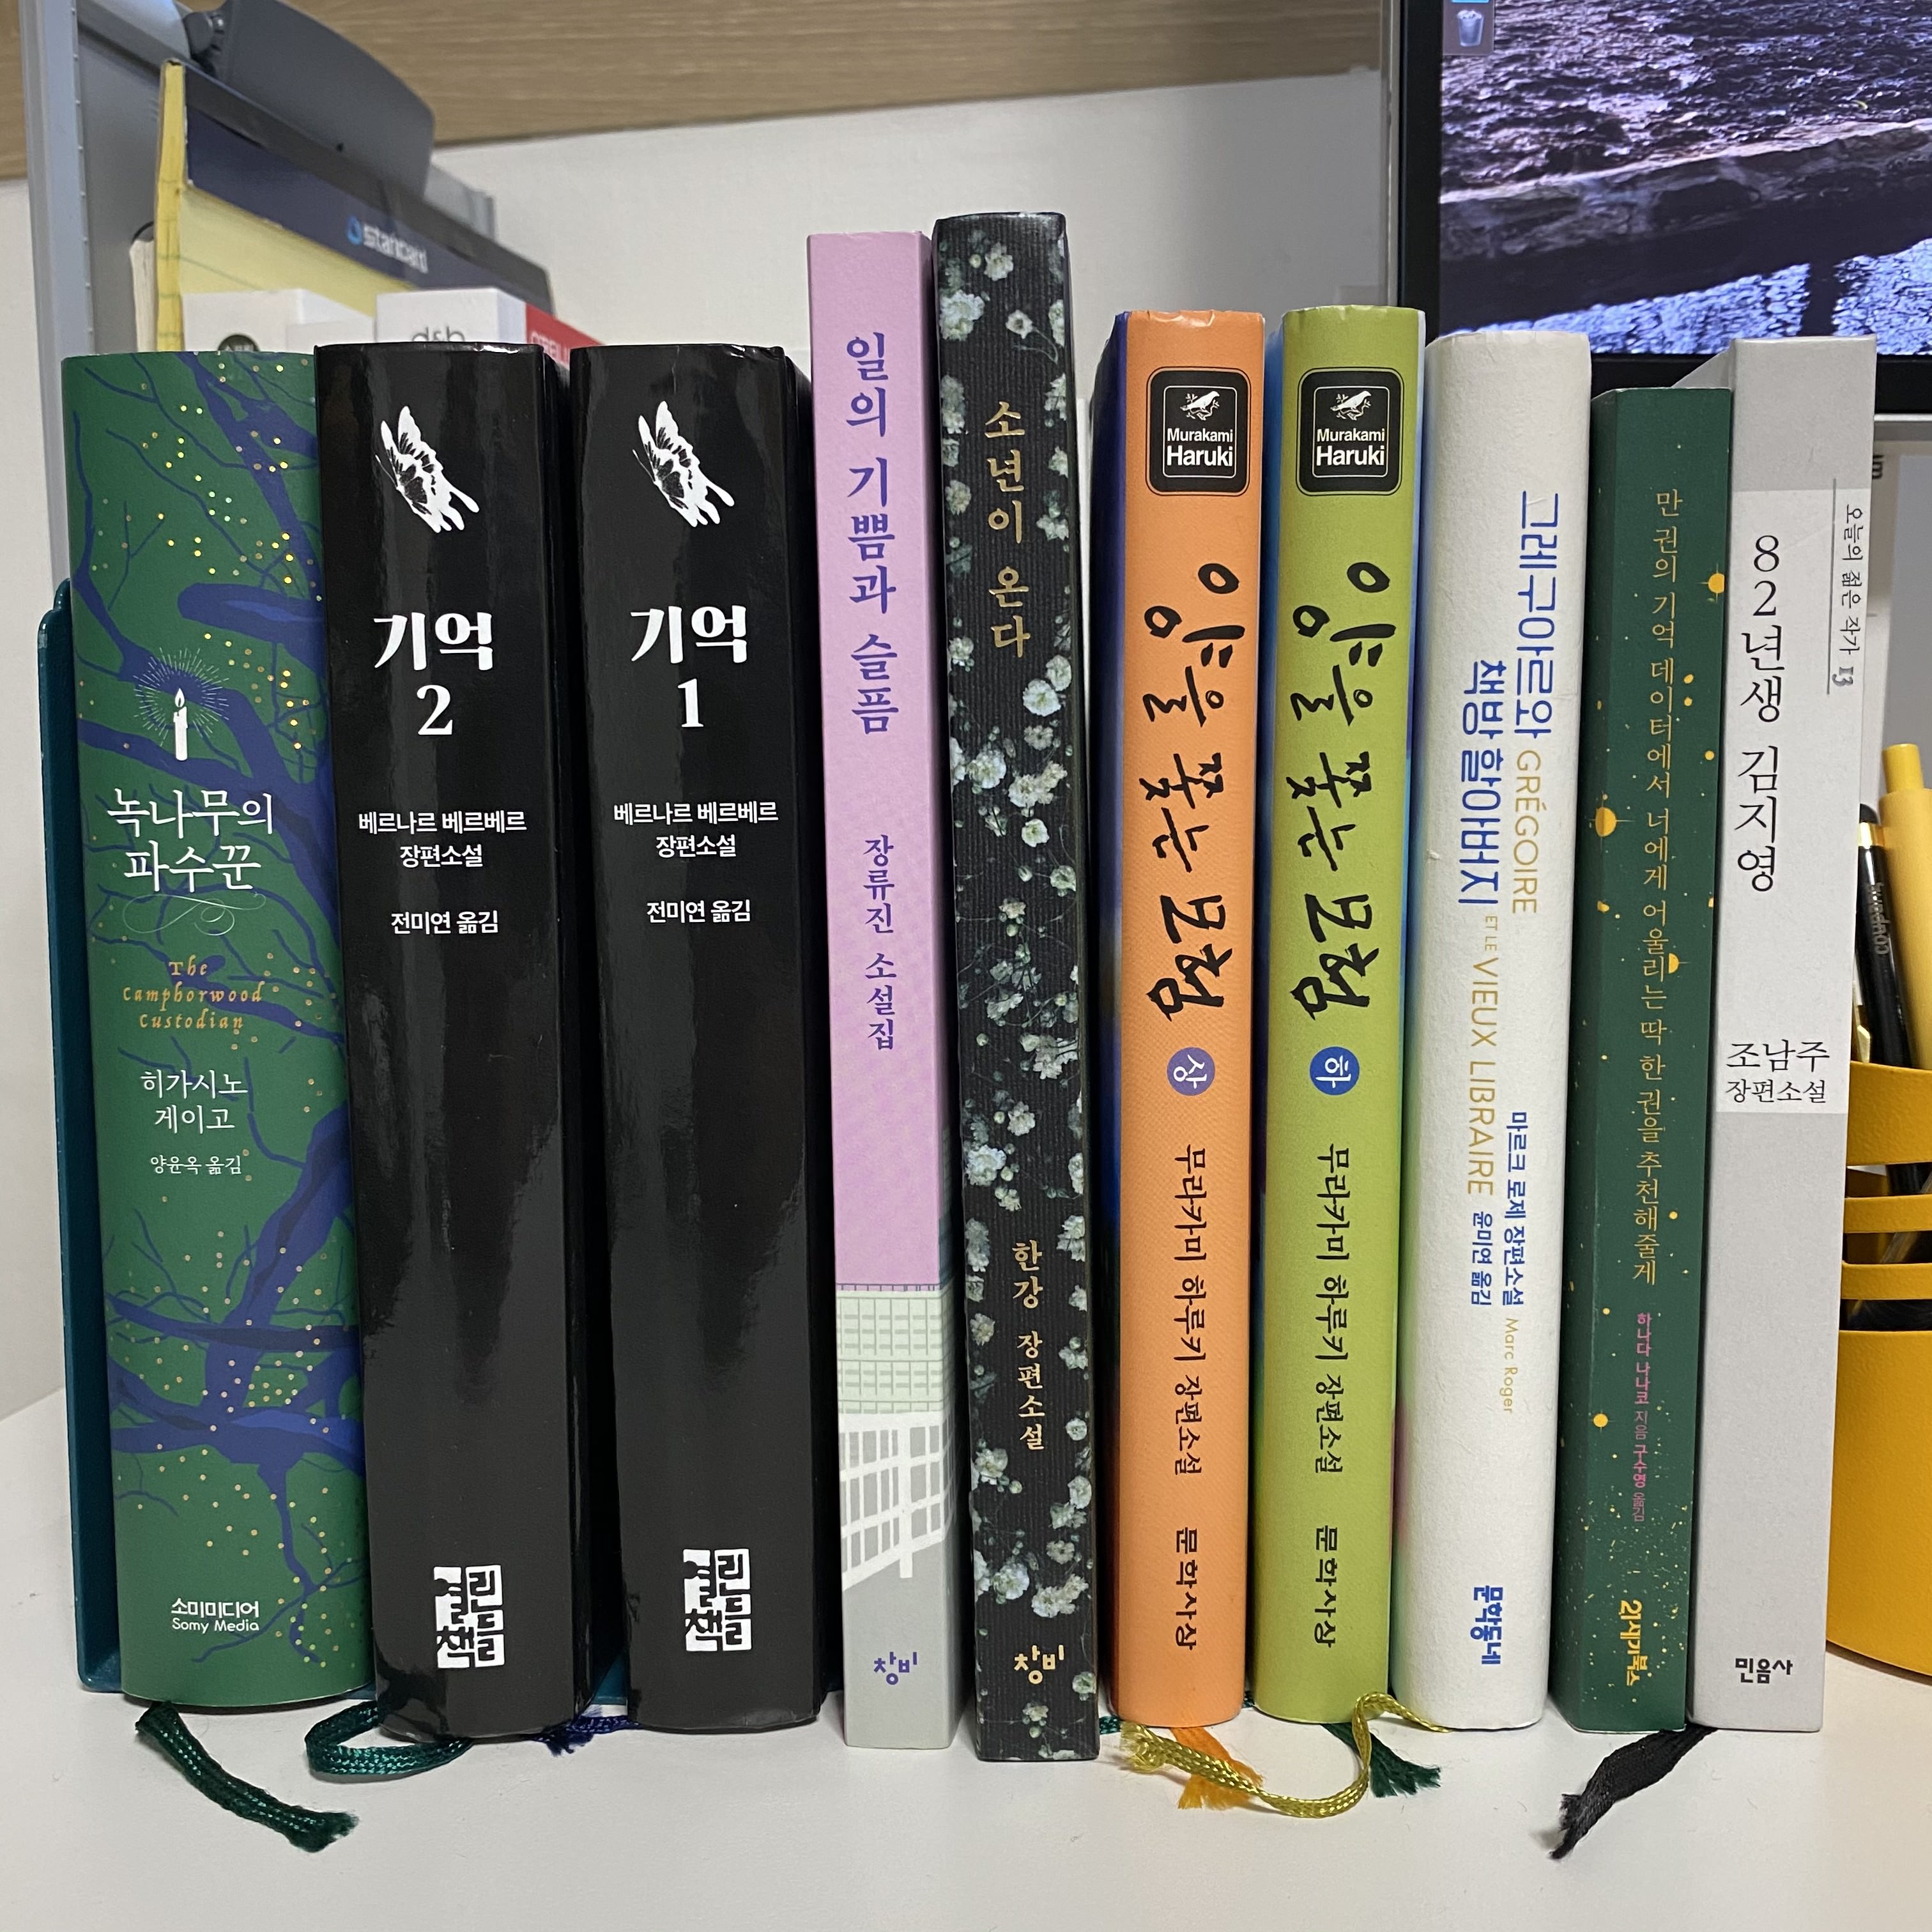 녹나무의
파수꾼
The
Camphorwood
Custodian
히가시노
게이고
양윤옥 옮김
소미미디어
Somy Media
기억
2
베르나르 베르베르
장편소설
전미연 옮김
열린책들
기억
1
베르나르 베르베르
장편소설
전미연 옮김
열린책들
일의 기쁨과 슬픔
장류진 소설집
창비
소년이 온다
한강 장편소설
창비
Murakami
Haruki
양을 쫓는 모험
상
무라카미 하루키 장편소설
문학사상
Murakami
Haruki
양을 쫓는 모험
하
무라카미 하루키 장편소설
문학사상
그레구아르와 GRÉGOIRE
책방 할아버지 ET LE VIEUX LIBRAIRE
마르크 로제 장편소설 Marc Roger
윤미연 옮김
문학동네
만 권의 기억 데이터에서 너에게 어울리는 딱 한 권을 추천해줄게
하나다 나나코 지음 구수영 옮김
21세기북스
오늘의 젊은 작가 13
82년생 김지영
조남주
장편소설
민음사